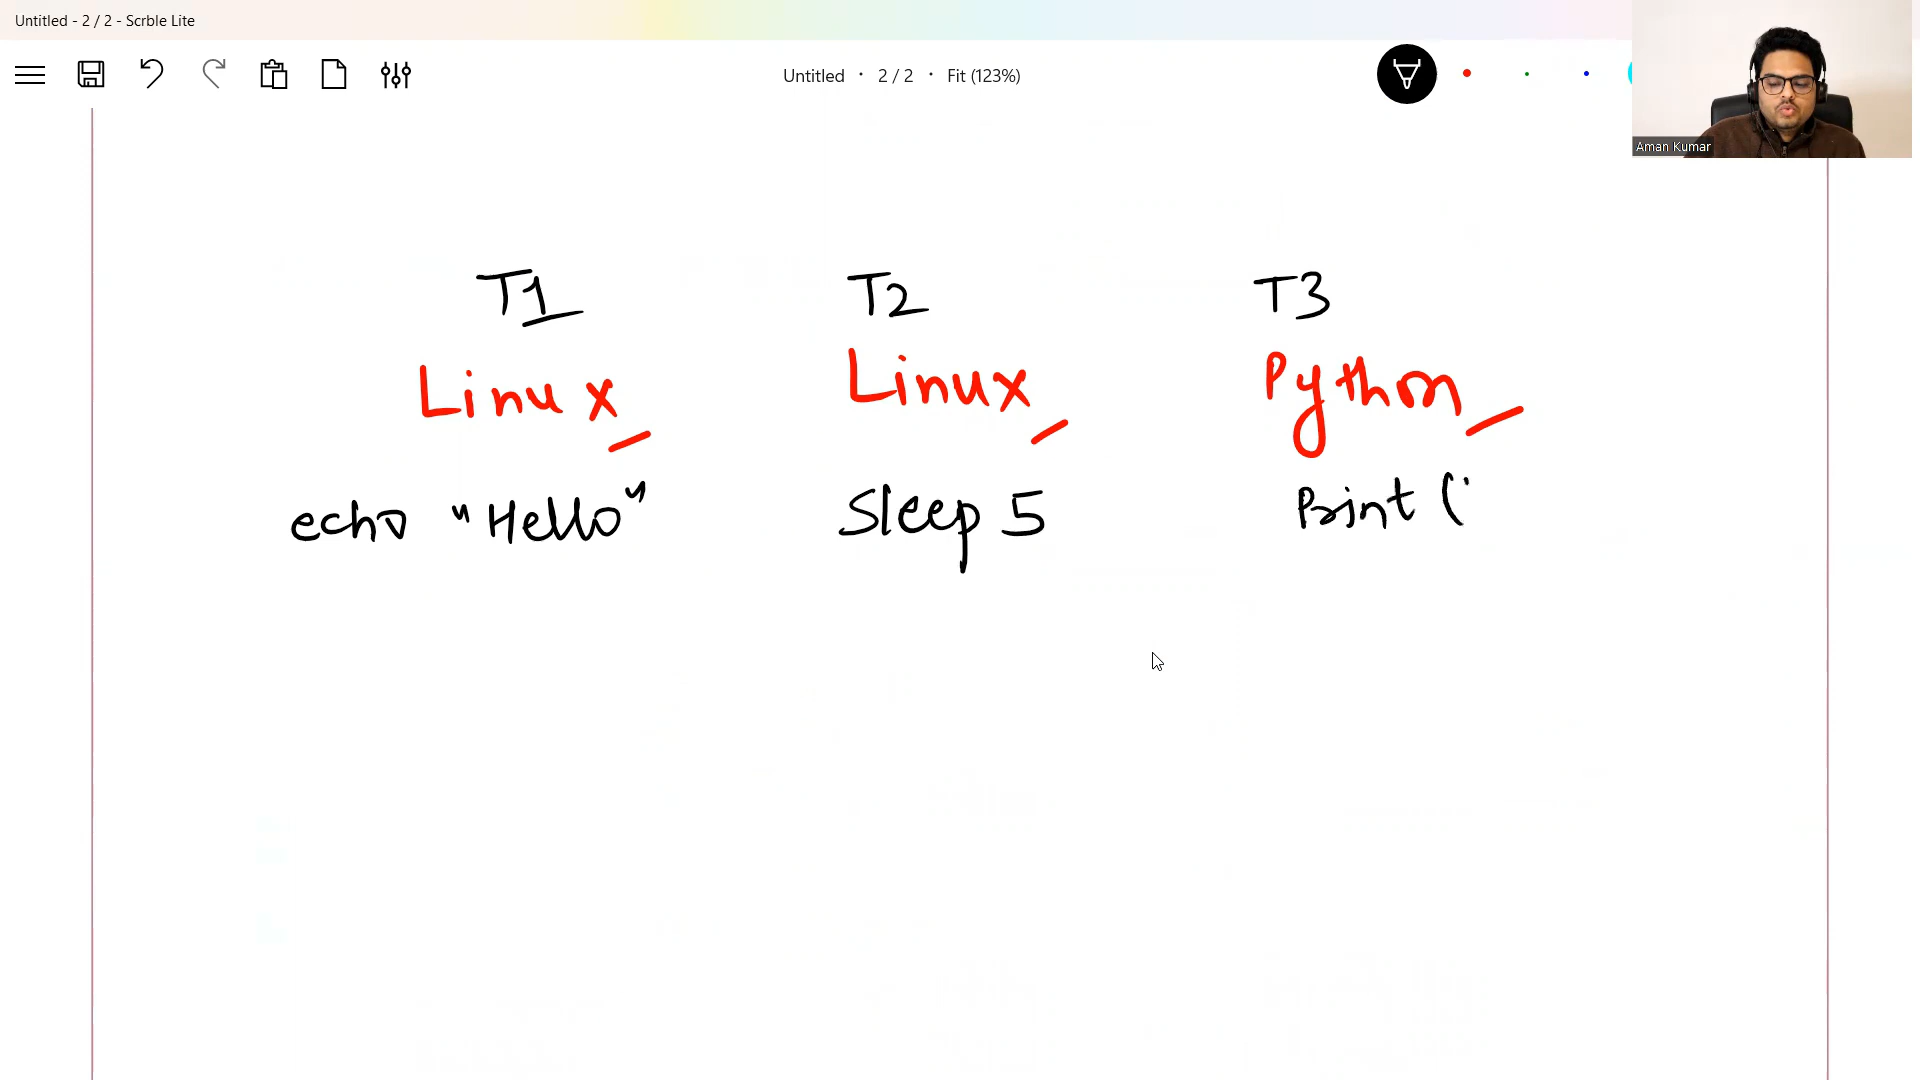 Untitled - 2 / 2 - Scrble Lite
Untitled • 2 / 2 • Fit (123%)
Aman Kumar
T1 T2 T3
Linux Linux Python
echo "Hello" Sleep 5 Print ('